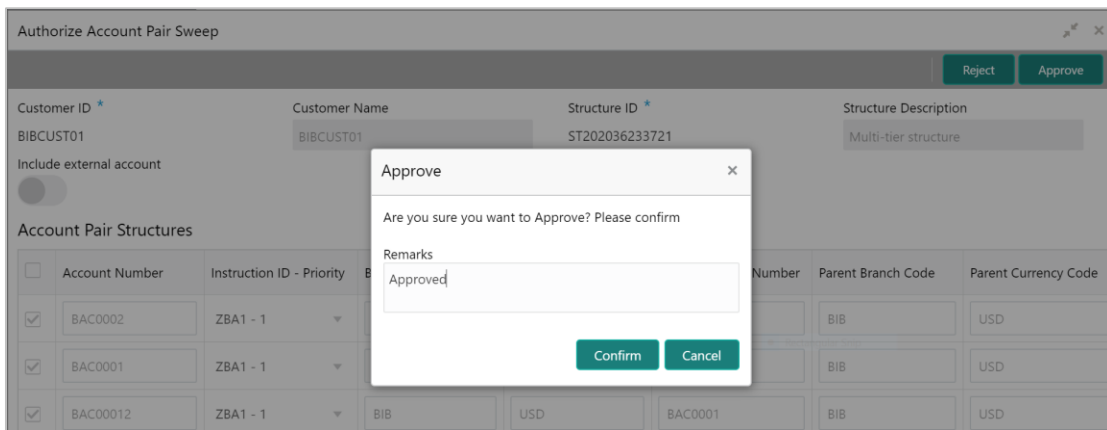 Authorize Account Pair Sweep
Reject Approve
Customer ID * Customer Name Structure ID * Structure Description
BIBCUST01 BIBCUST01 ST202036233721 Multi-tier structure
Include external account
Approve
Are you sure you want to Approve? Please confirm
Remarks
Approved
Confirm Cancel
Account Pair Structures
Account Number Instruction ID - Priority B Number Parent Branch Code Parent Currency Code
BAC0002 ZBA1 - 1 BIB USD
BAC0001 ZBA1 - 1 BIB USD
BAC00012 ZBA1 - 1 BIB USD BAC0001 BIB USD